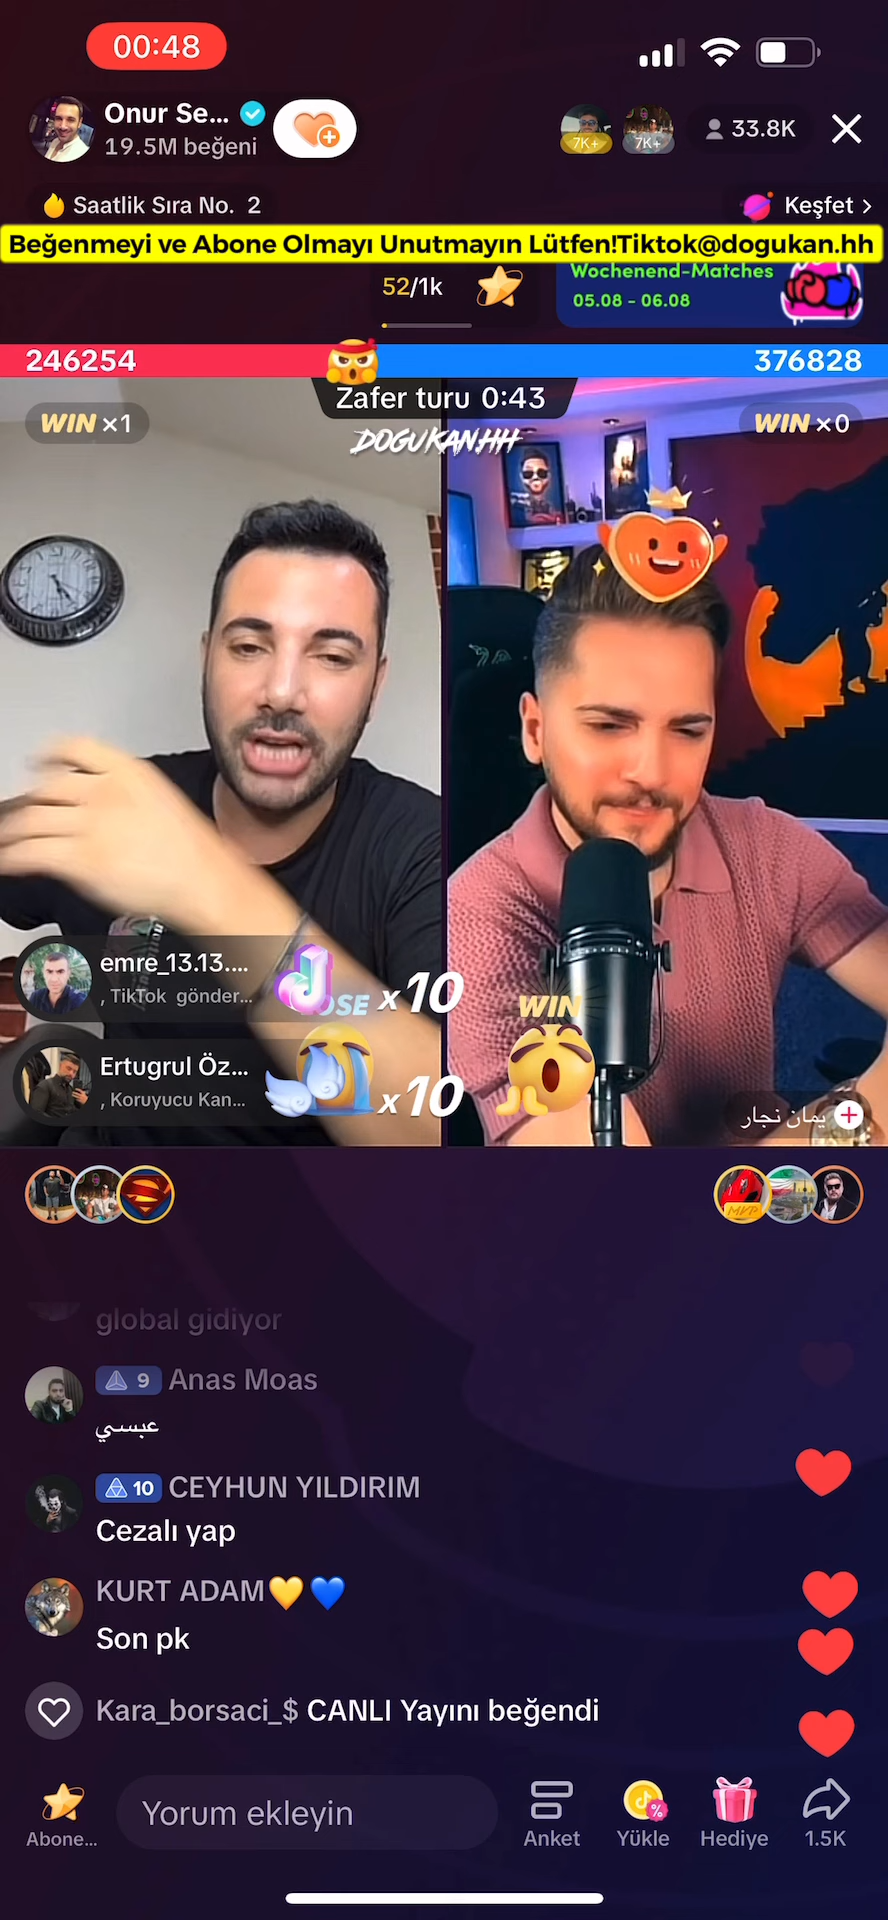 00:48
Onur Se...
19.5M beğeni
7K+
7K+
33.8K
Saatlik Sıra No. 2
Keşfet >
Beğenmeyi ve Abone Olmayı Unutmayın Lütfen!Tiktok@dogukan.hh
52/1k
Wochenend-Matches
05.08 - 06.08
246254
376828
Zafer turu 0:43
WIN x1
WIN x0
DOGUKAN.HH
emre_13.13....
, TikTok gönder...
OSE x10
WIN
Ertugrul Öz...
, Koruyucu Kan...
x10
يمان نجار
MVP
global gidiyor
9 Anas Moas
عبسي
10 CEYHUN YILDIRIM
Cezalı yap
KURT ADAM💛💙
Son pk
Kara_borsaci_$ CANLI Yayını beğendi
Abone...
Yorum ekleyin
Anket
Yükle
Hediye
1.5K